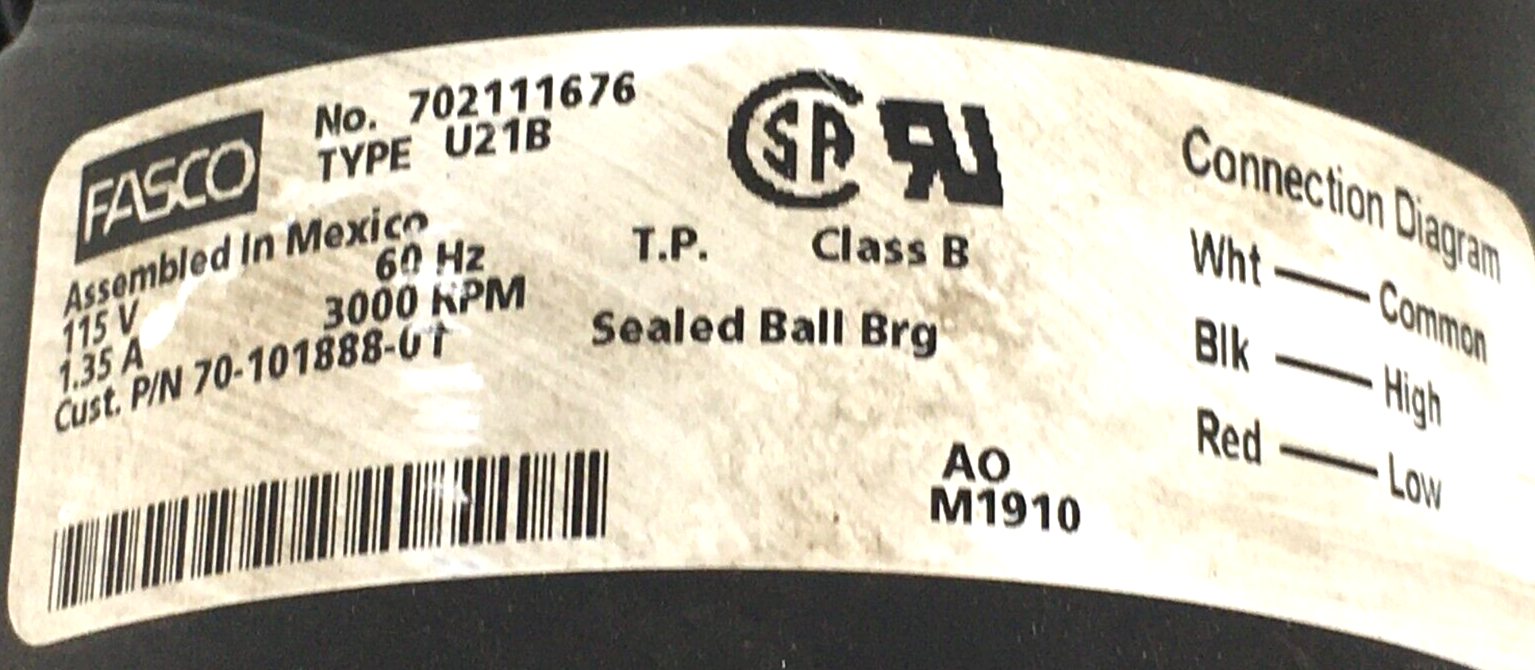 FASCO
No. 702111676
TYPE U21B
Assembled In Mexico
115 V 60 Hz
1.35 A 3000 RPM
Cust. P/N 70-101888-01
T.P. Class B
Sealed Ball Brg
AO
M1910
Connection Diagram
Wht Common
Blk High
Red Low